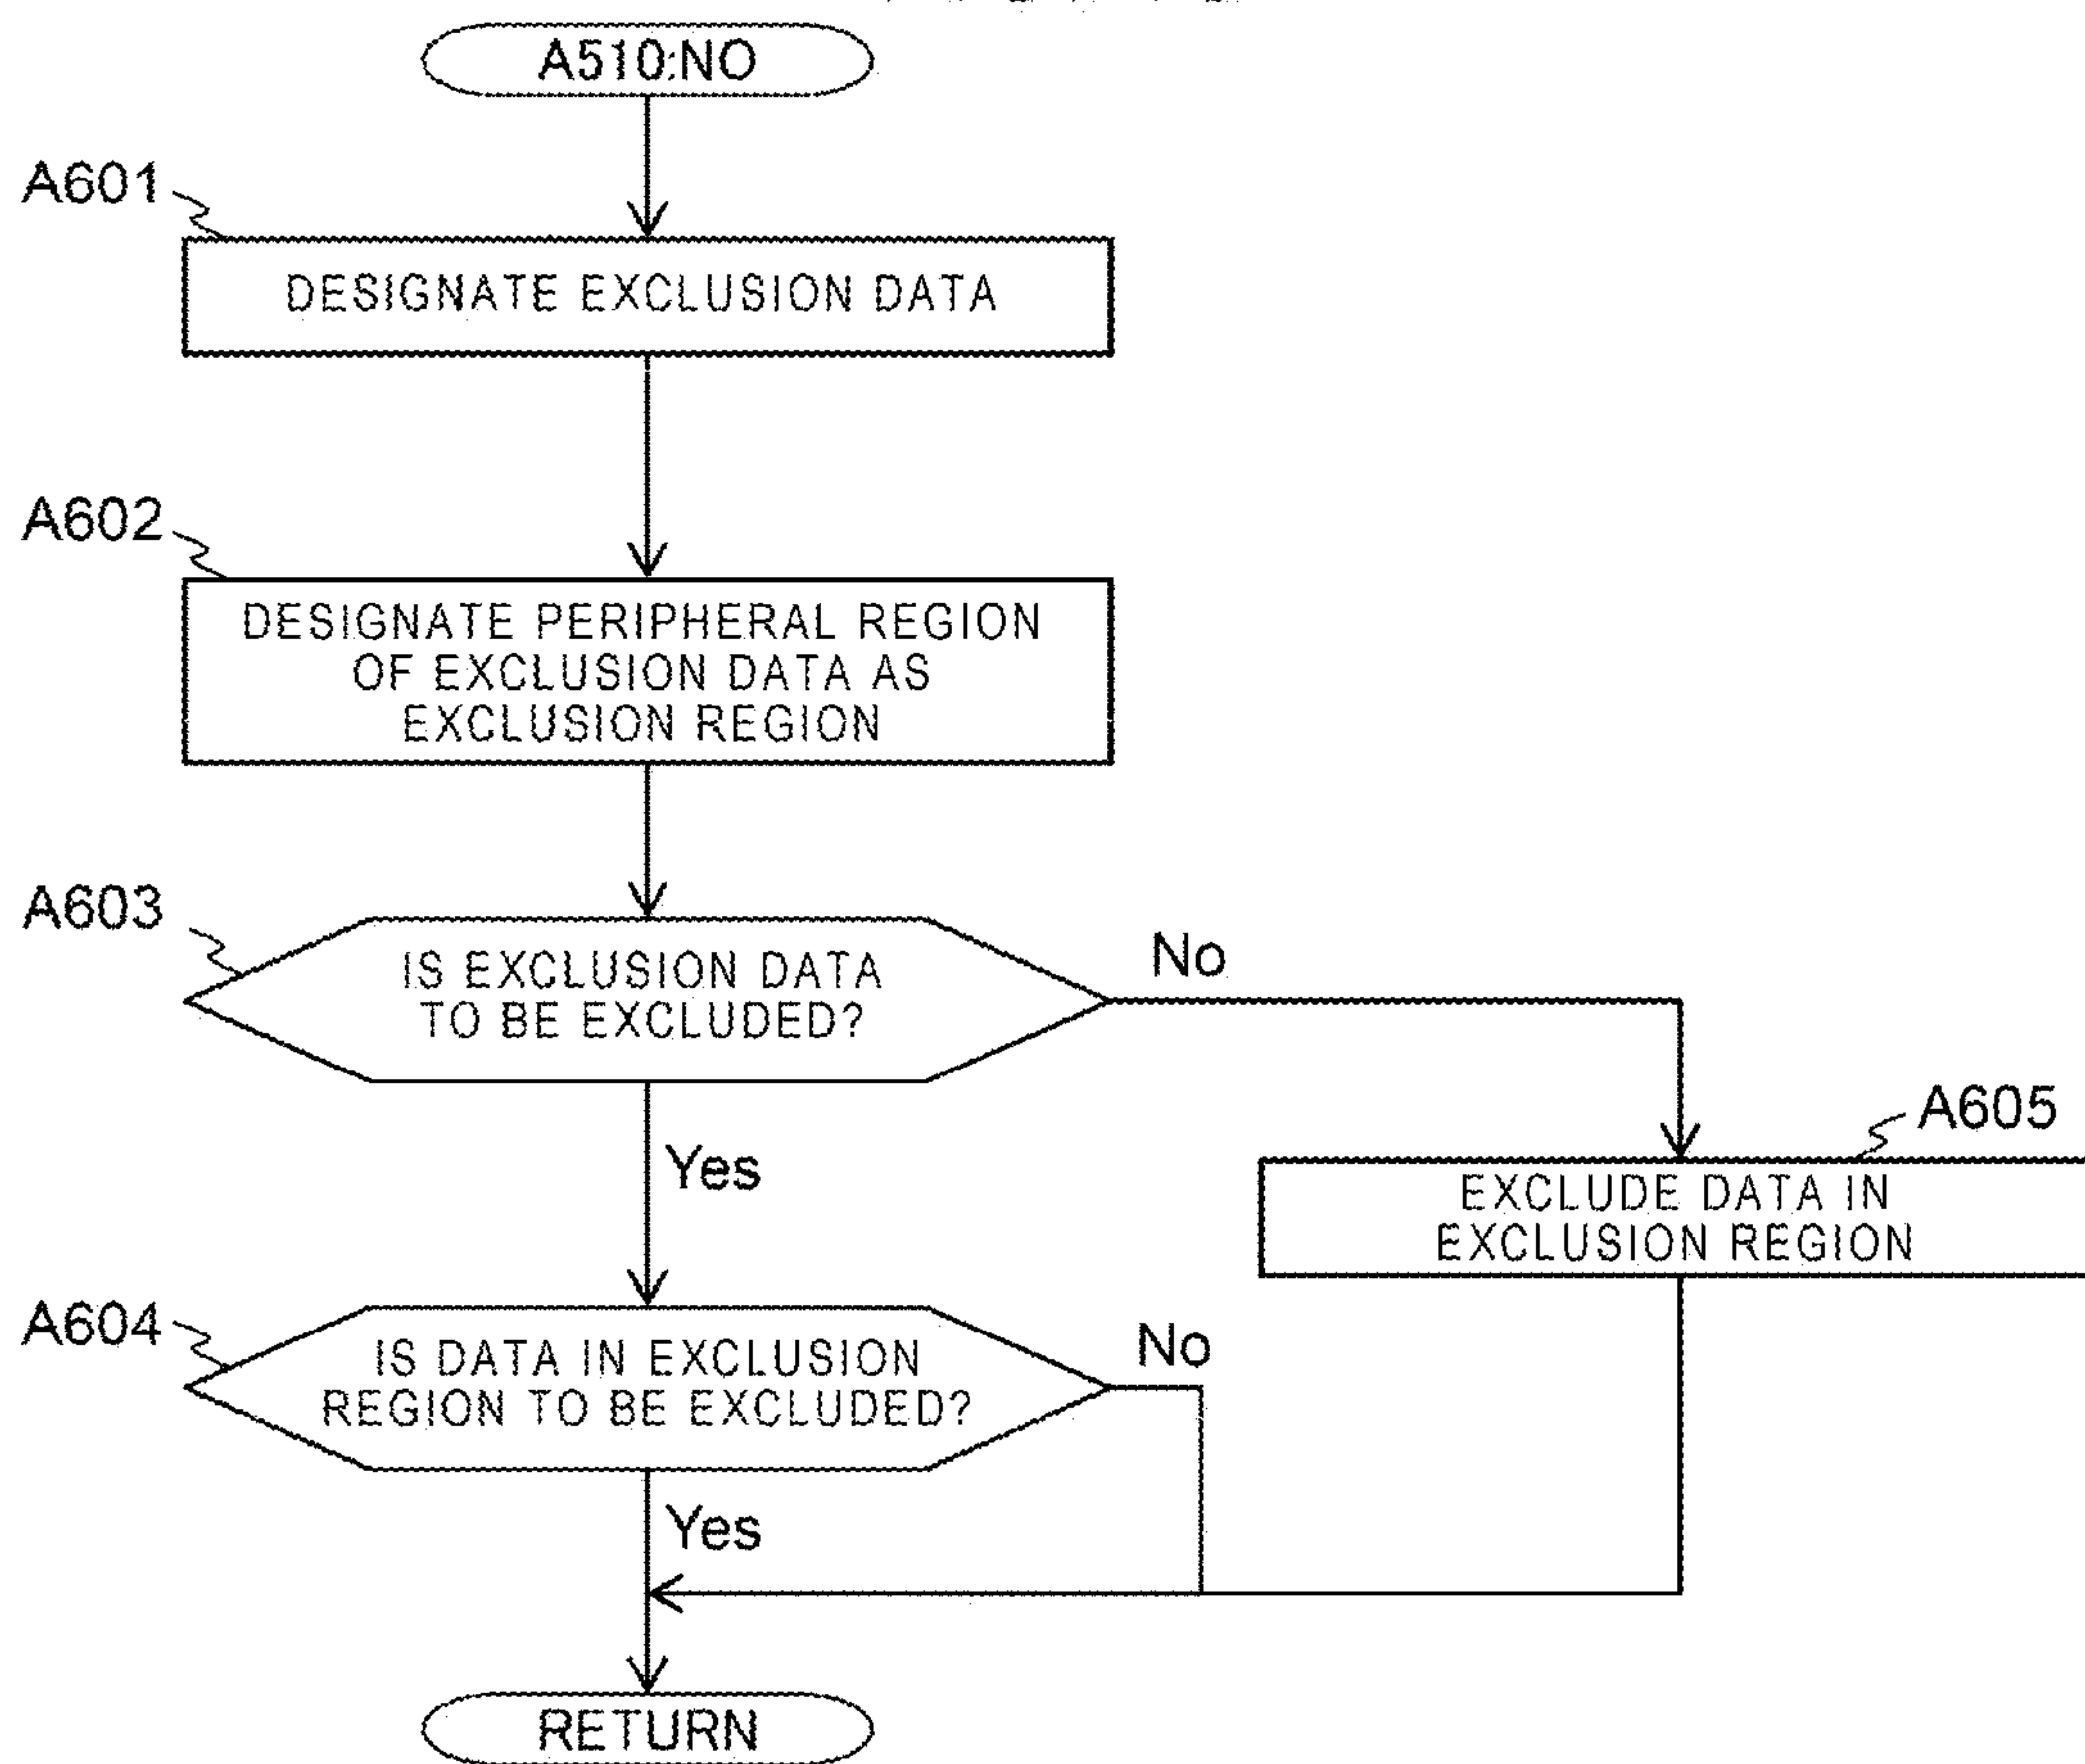 A510:NO
A601
DESIGNATE EXCLUSION DATA
A602
DESIGNATE PERIPHERAL REGION
OF EXCLUSION DATA AS
EXCLUSION REGION
A603
IS EXCLUSION DATA
TO BE EXCLUDED?
No
Yes
A605
EXCLUDE DATA IN
EXCLUSION REGION
A604
IS DATA IN EXCLUSION
REGION TO BE EXCLUDED?
No
Yes
RETURN